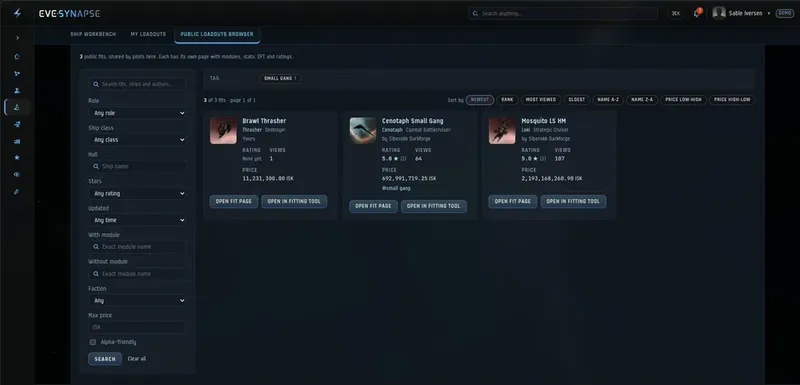 EVE·SYNAPSE
Search anything...
⌘K
Sable Iversen
DEMO
SHIP WORKBENCH
MY LOADOUTS
PUBLIC LOADOUTS BROWSER
3 public fits, shared by pilots here. Each has its own page with modules, stats, EFT and ratings.
Search fits, ships and authors...
Role
Any role
Ship class
Any class
Hull
Ship name
Stars
Any rating
Updated
Any time
With module
Exact module name
Without module
Exact module name
Faction
Any
Max price
ISK
Alpha-friendly
SEARCH
Clear all
TAG
SMALL GANG 1
3 of 3 fits · page 1 of 1
Sort by
NEWEST
RANK
MOST VIEWED
OLDEST
NAME A-Z
NAME Z-A
PRICE LOW-HIGH
PRICE HIGH-LOW
Brawl Thrasher
Thrasher Destroyer
Yours
RATING VIEWS
None yet 1
PRICE
11,231,300.00 ISK
OPEN FIT PAGE
OPEN IN FITTING TOOL
Cenotaph Small Gang
Cenotaph Combat Battlecruiser
by Siberokk Darkforge
RATING VIEWS
5.0 ★ (1) 64
PRICE
692,991,719.25 ISK
#small gang
OPEN FIT PAGE
OPEN IN FITTING TOOL
Mosquito LS HM
Loki Strategic Cruiser
by Siberokk Darkforge
RATING VIEWS
5.0 ★ (1) 187
PRICE
2,193,168,260.90 ISK
OPEN FIT PAGE
OPEN IN FITTING TOOL